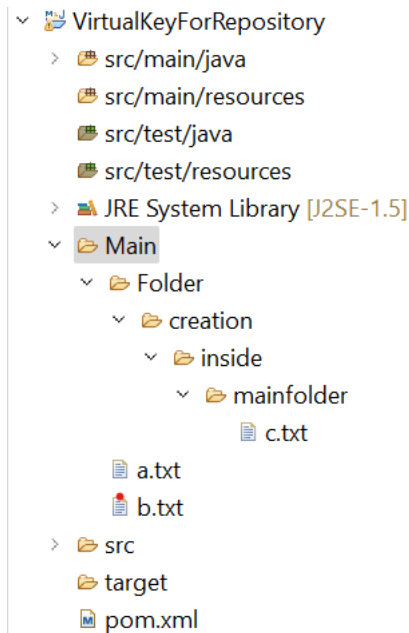 VirtualKeyForRepository
src/main/java
src/main/resources
src/test/java
src/test/resources
JRE System Library [J2SE-1.5]
Main
Folder
creation
inside
mainfolder
c.txt
a.txt
b.txt
src
target
pom.xml